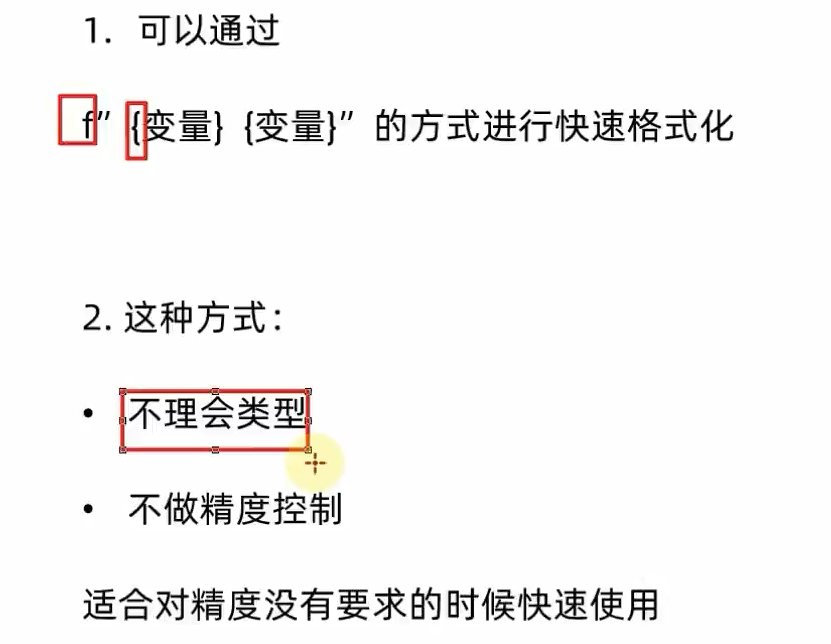 1. 可以通过
f” {变量} {变量}” 的方式进行快速格式化
2. 这种方式：
• 不理会类型
• 不做精度控制
适合对精度没有要求的时候快速使用